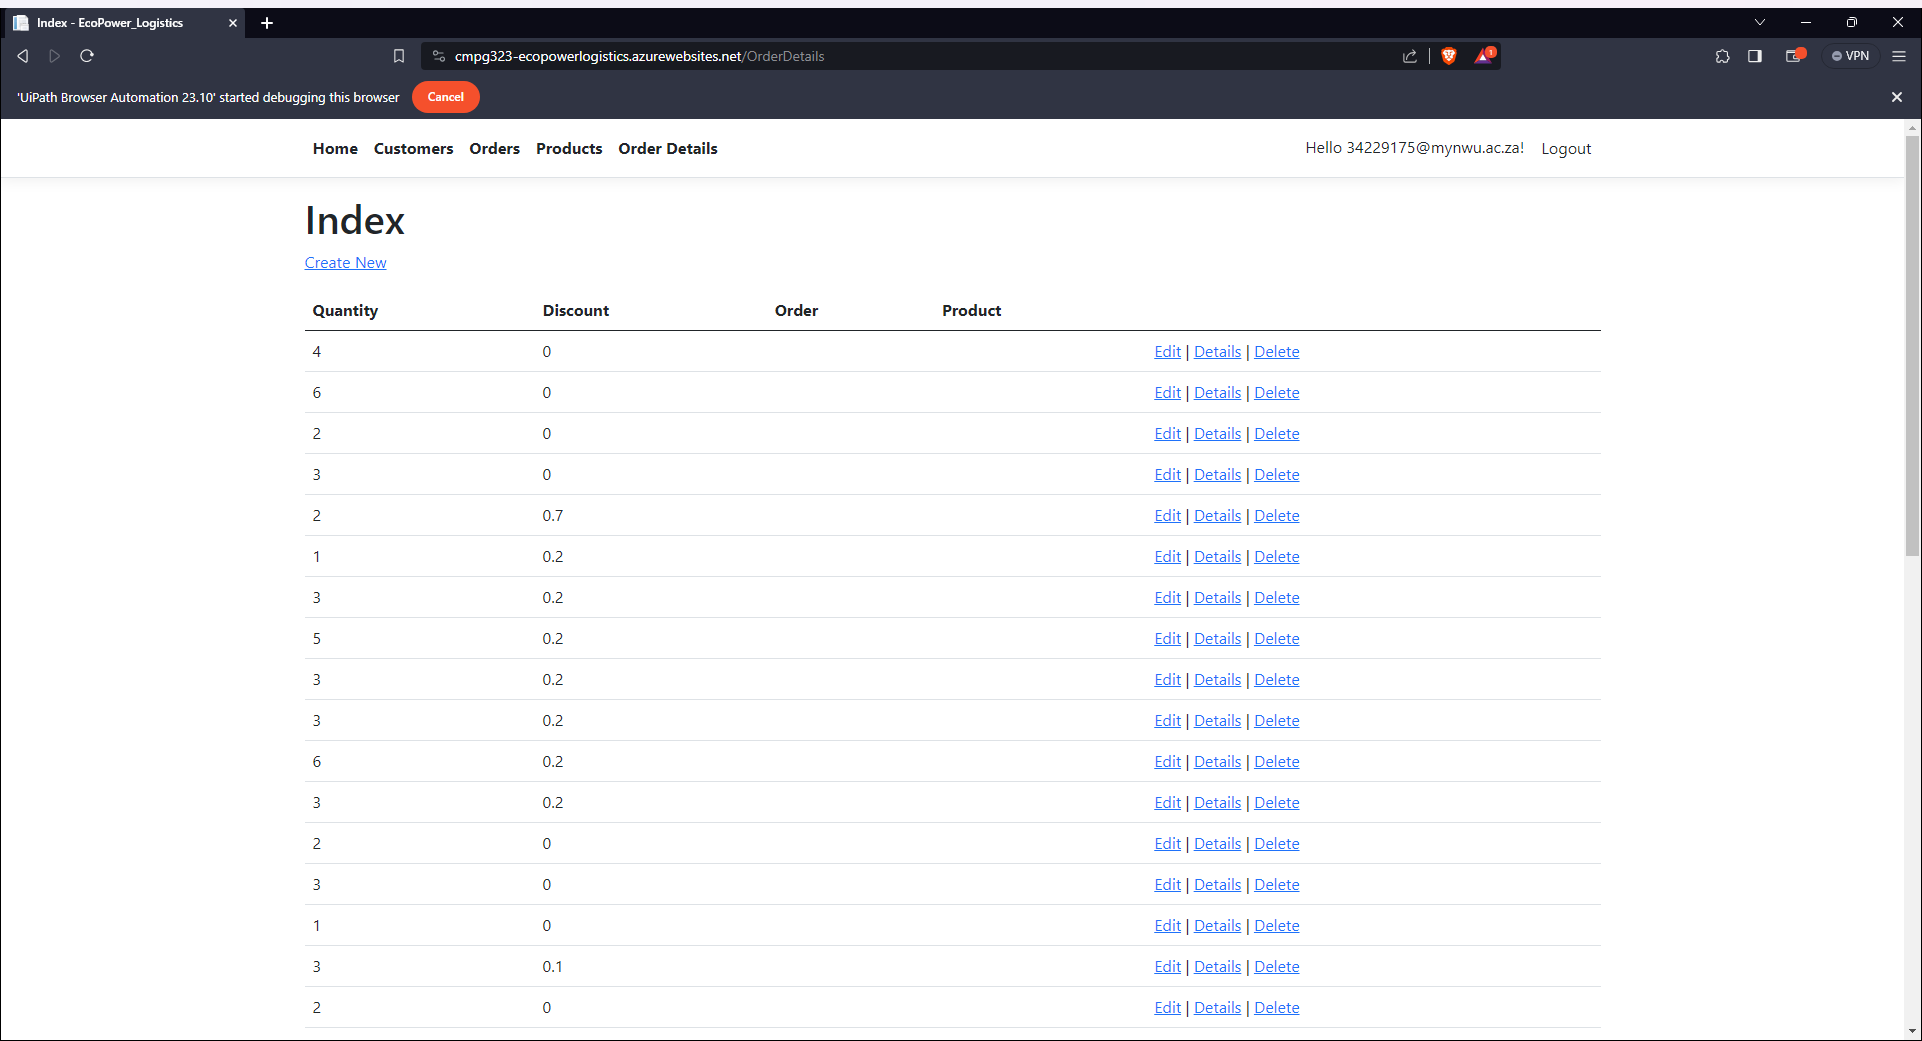 Index - EcoPower_Logistics
cmpg323-ecopowerlogistics.azurewebsites.net/OrderDetails 1 VPN
'UiPath Browser Automation 23.10' started debugging this browser Cancel
Home Customers Orders Products Order Details Hello 34229175@mynwu.ac.za! Logout
Index
Create New
Quantity Discount Order Product
4 0 Edit | Details | Delete
6 0 Edit | Details | Delete
2 0 Edit | Details | Delete
3 0 Edit | Details | Delete
2 0.7 Edit | Details | Delete
1 0.2 Edit | Details | Delete
3 0.2 Edit | Details | Delete
5 0.2 Edit | Details | Delete
3 0.2 Edit | Details | Delete
3 0.2 Edit | Details | Delete
6 0.2 Edit | Details | Delete
3 0.2 Edit | Details | Delete
2 0 Edit | Details | Delete
3 0 Edit | Details | Delete
1 0 Edit | Details | Delete
3 0.1 Edit | Details | Delete
2 0 Edit | Details | Delete